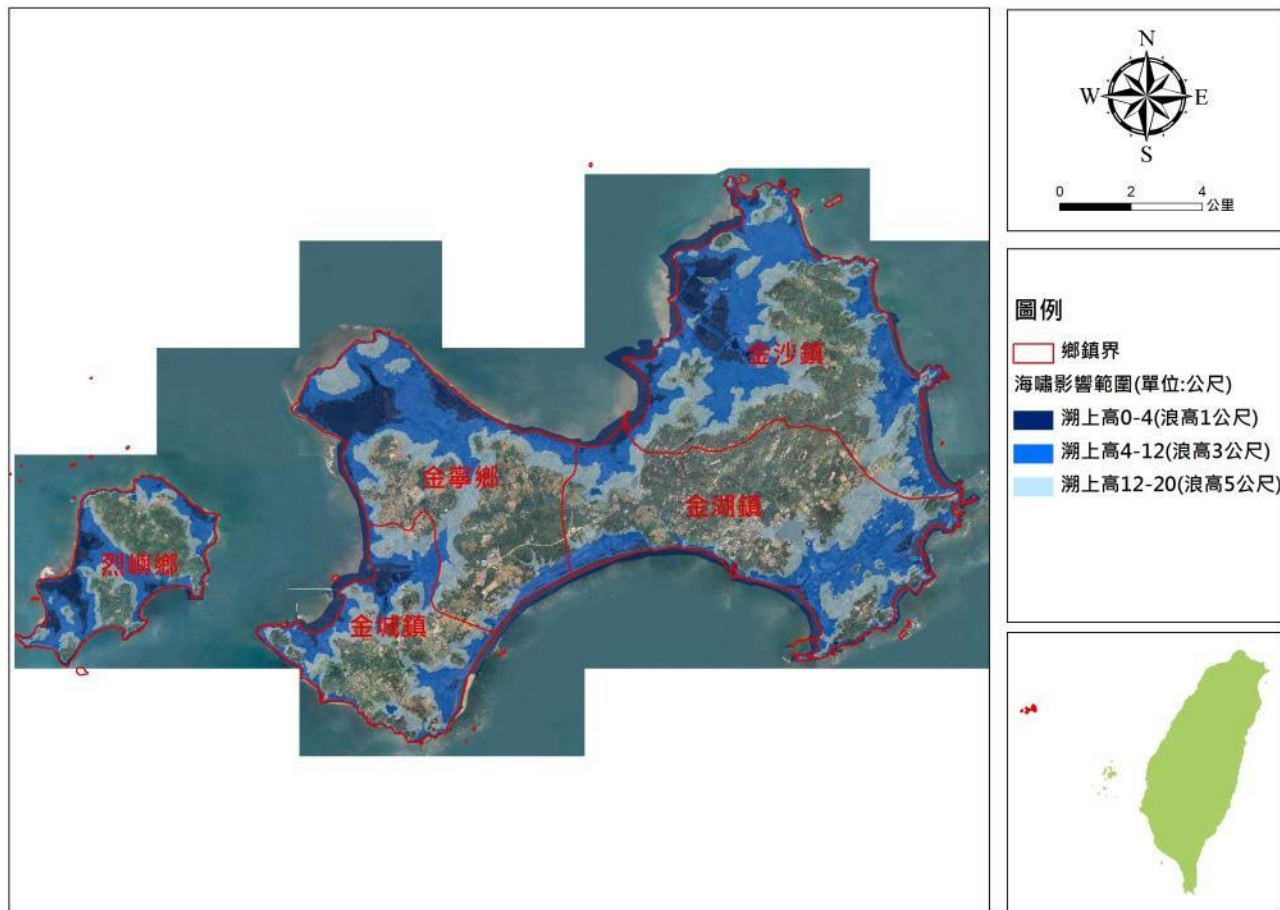 金沙鎮
金寧鄉
金湖鎮
烈嶼鄉
金城鎮
N
W
E
S
0 2 4
公里
圖例
鄉鎮界
海嘯影響範圍(單位:公尺)
溯上高0-4(浪高1公尺)
溯上高4-12(浪高3公尺)
溯上高12-20(浪高5公尺)